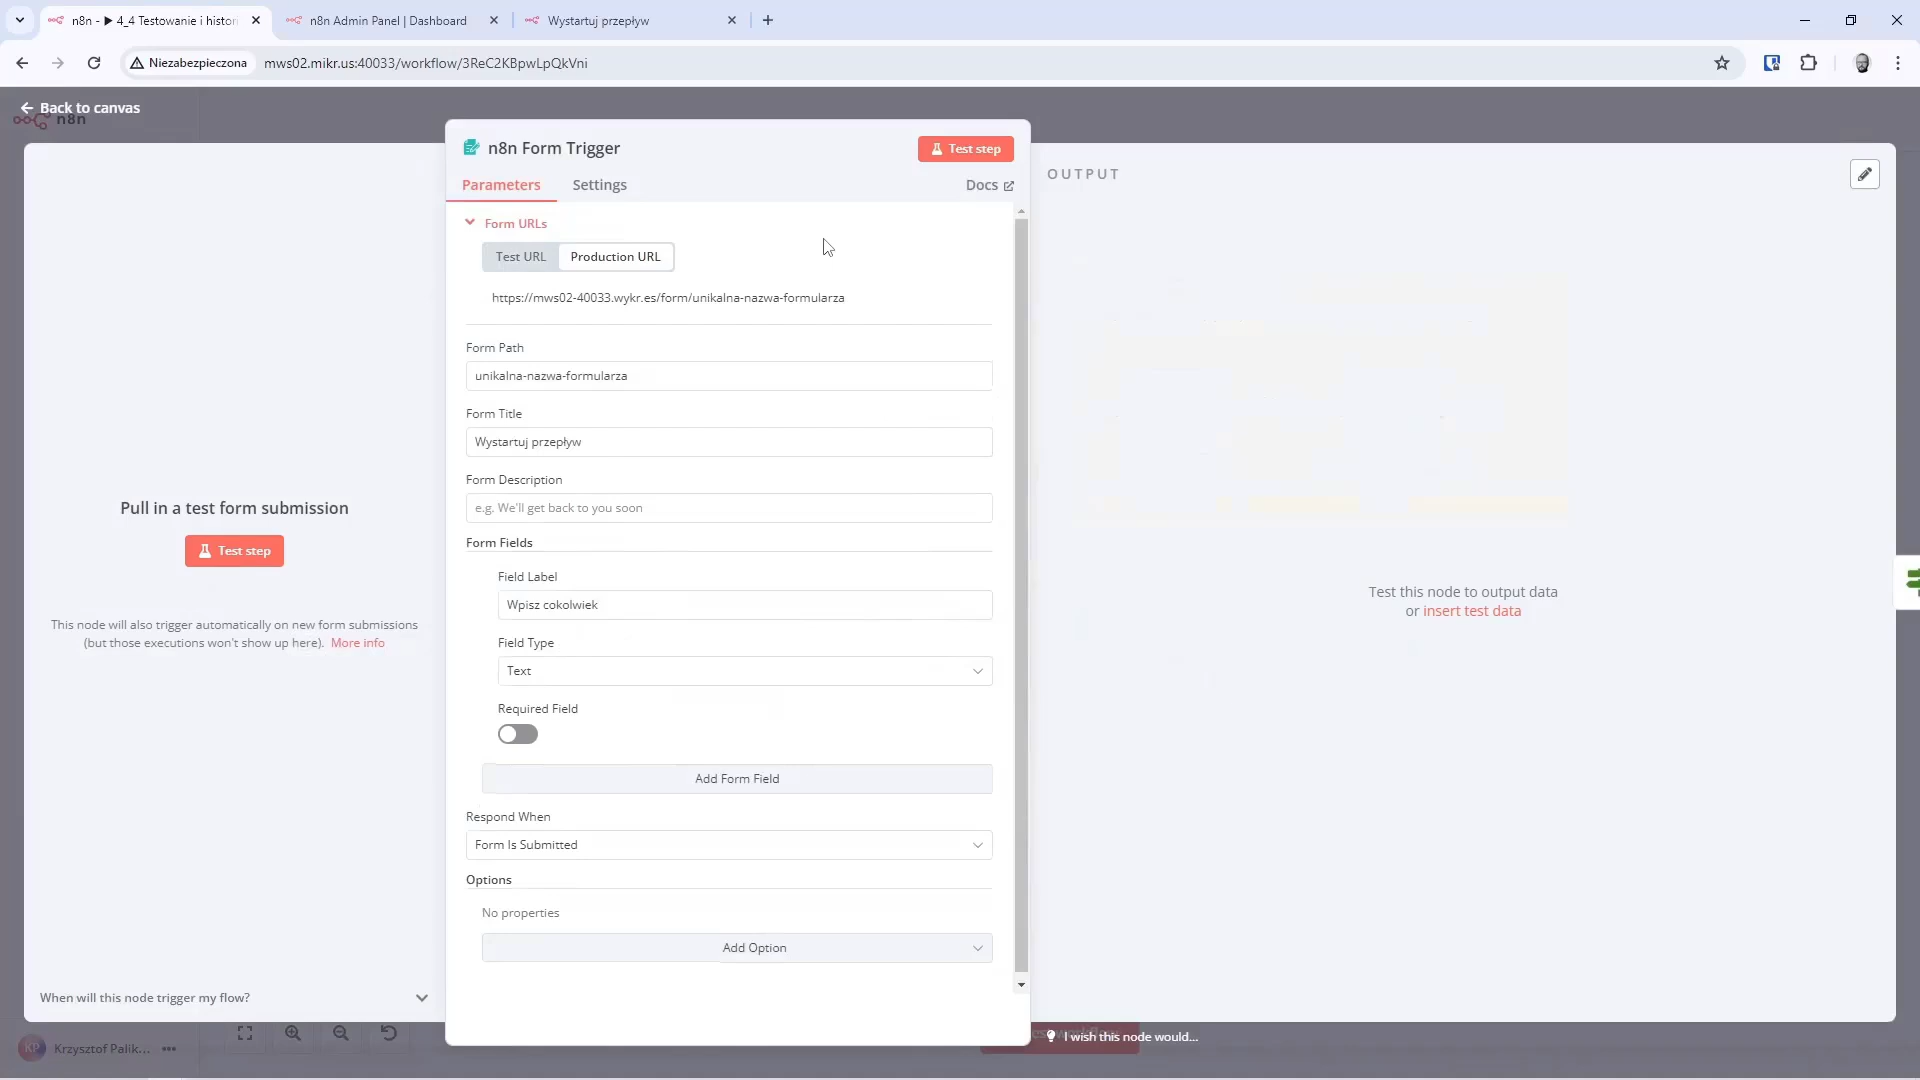 n8n - ▶ 4_4 Testowanie i histori
n8n Admin Panel | Dashboard
Wystartuj przepływ
Niezabezpieczona
mws02.mikr.us:40033/workflow/3ReC2KBpwLpQkVni
Back to canvas
n8n
n8n Form Trigger
Test step
Parameters
Settings
Docs
OUTPUT
Form URLs
Test URL
Production URL
https://mws02-40033.wykr.es/form/unikalna-nazwa-formularza
Form Path
unikalna-nazwa-formularza
Form Title
Wystartuj przepływ
Form Description
e.g. We'll get back to you soon
Form Fields
Field Label
Wpisz cokolwiek
Field Type
Text
Required Field
Add Form Field
Respond When
Form Is Submitted
Options
No properties
Add Option
Pull in a test form submission
Test step
This node will also trigger automatically on new form submissions
(but those executions won't show up here). More info
When will this node trigger my flow?
Test this node to output data
or insert test data
KP
Krzysztof Palik...
I wish this node would...